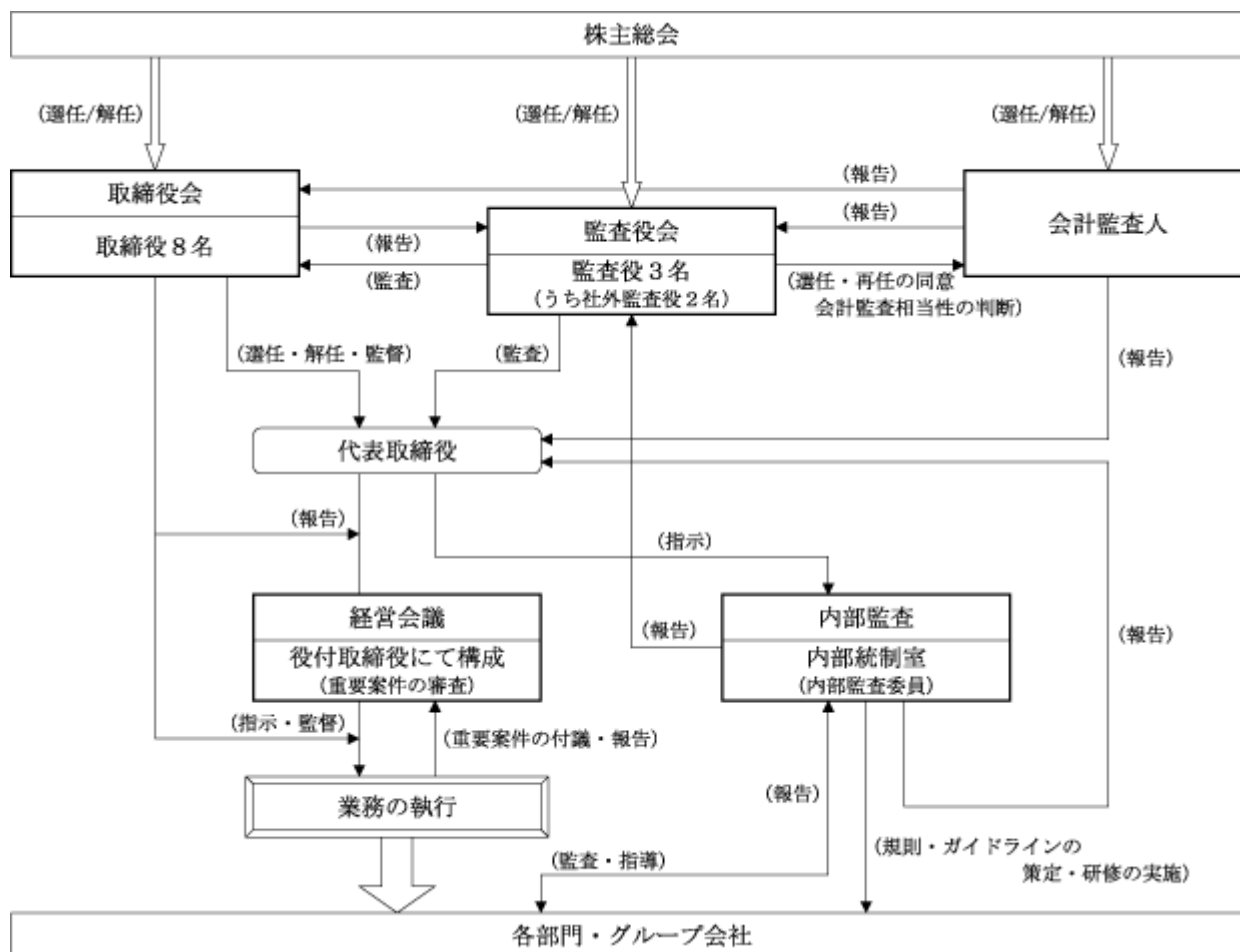 株主総会
(選任/解任)
(選任/解任)
(選任/解任)
取締役会
取締役8名
(報告)
(報告)
会計監査人
監査役会
監査役3名
(うち社外監査役2名)
(報告)
(監査)
(選任・再任の同意
会計監査相当性の判断)
(選任・解任・監督)
(監査)
(報告)
代表取締役
(報告)
(指示)
経営会議
役付取締役にて構成
(重要案件の審査)
(報告)
内部監査
内部統制室
(内部監査委員)
(報告)
(指示・監督)
(重要案件の付議・報告)
業務の執行
(報告)
(監査・指導)
(規則・ガイドラインの
策定・研修の実施)
各部門・グループ会社